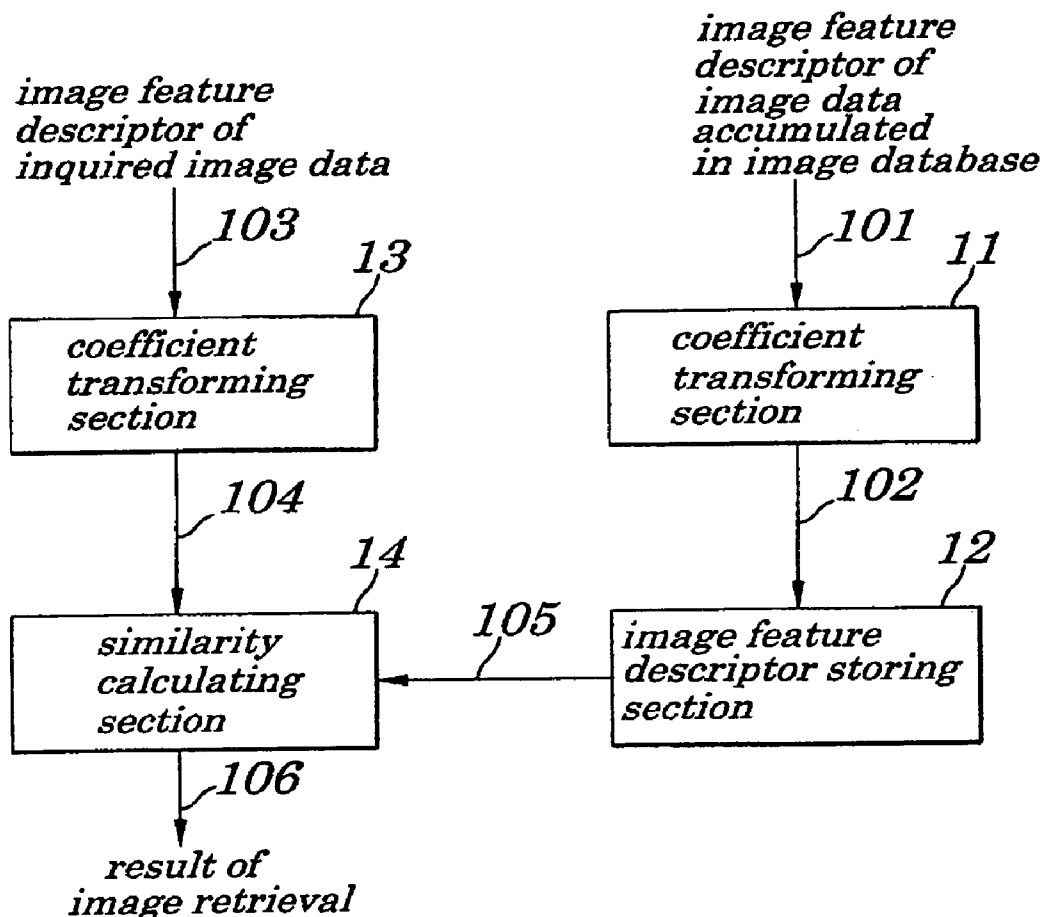 image feature
descriptor of
image data
accumulated
in image database
image feature
descriptor of
inquired image data
103
101
13
11
coefficient
transforming
section
coefficient
transforming
section
104
102
14
12
similarity
calculating
section
105
image feature
descriptor storing
section
106
result of
image retrieval